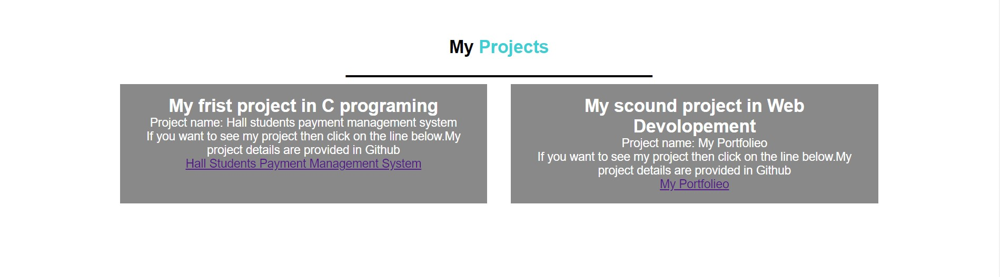 My Projects
My frist project in C programing
Project name: Hall students payment management system
If you want to see my project then click on the line below.My
project details are provided in Github
Hall Students Payment Management System
My scound project in Web
Devolopement
Project name: My Portfolieo
If you want to see my project then click on the line below.My
project details are provided in Github
My Portfolieo